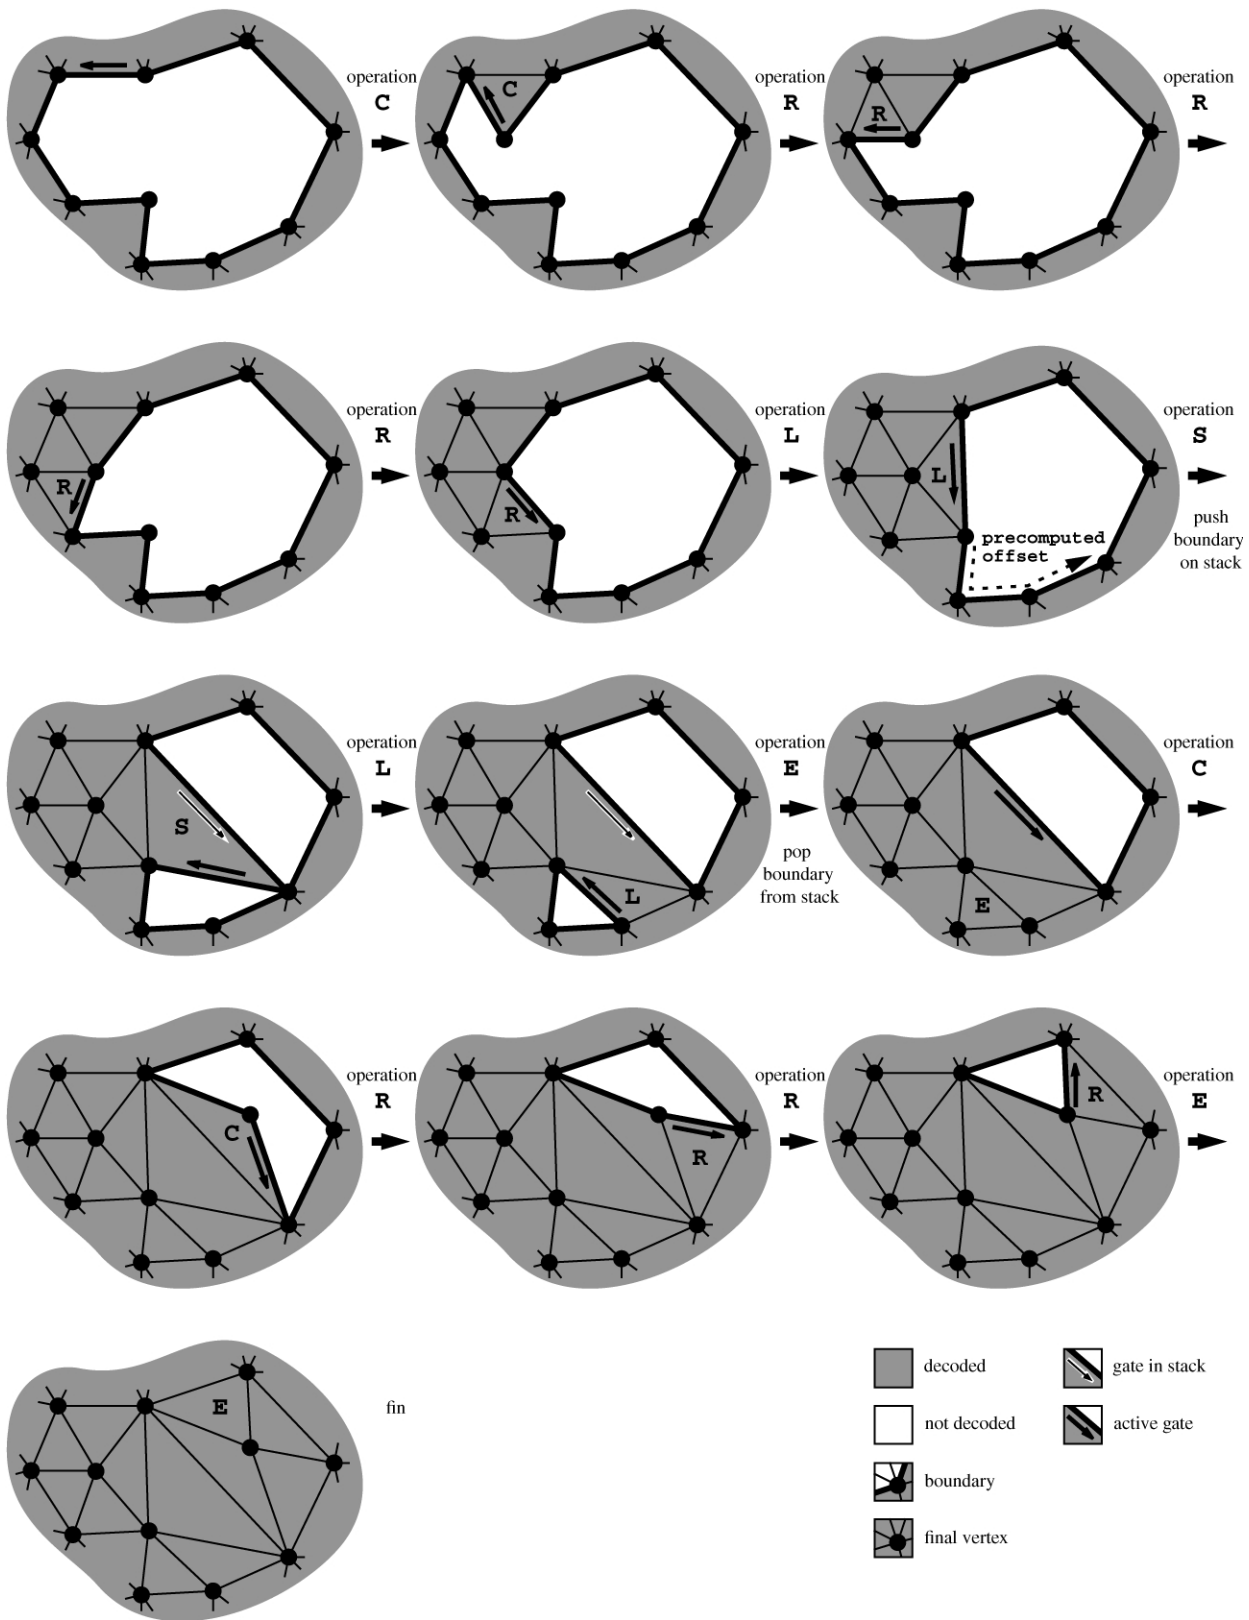 operation
C
C
operation
R
R
operation
R
R
operation
R
R
operation
L
L
precomputed
offset
operation
S
push
boundary
on stack
S
operation
L
L
operation
E
pop
boundary
from stack
E
operation
C
C
operation
R
R
operation
R
R
operation
E
E
fin
decoded
gate in stack
not decoded
active gate
boundary
final vertex